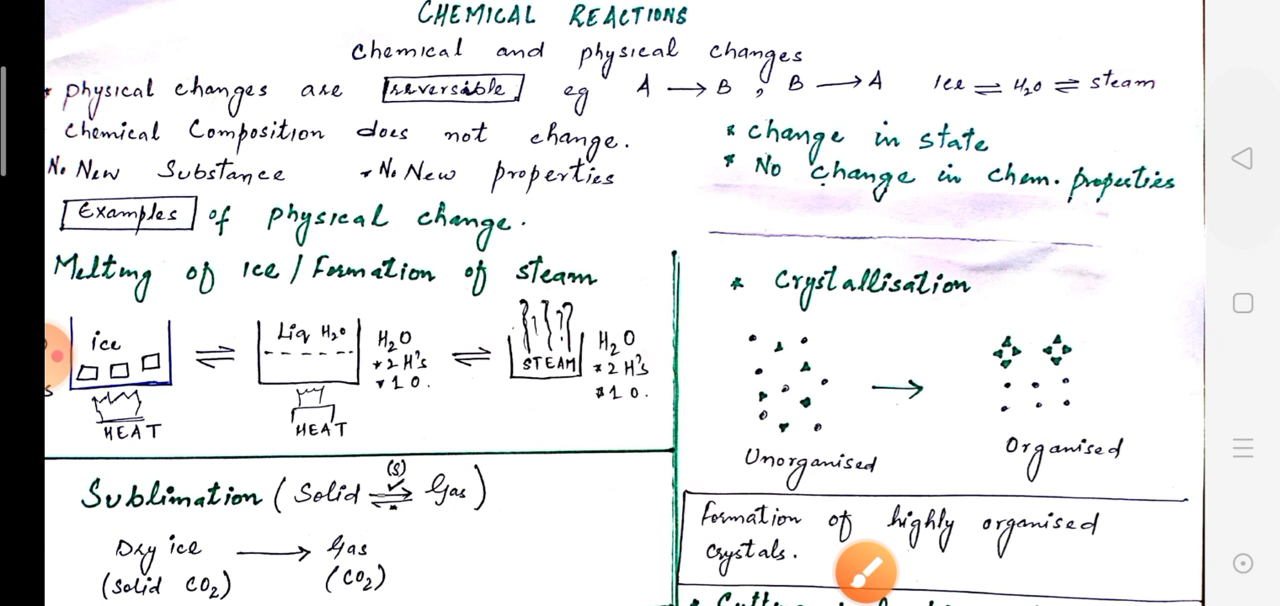 CHEMICAL REACTIONS
Chemical and physical changes
* Physical changes are reversible eg A → B , B → A Ice ⇌ H₂O ⇌ steam
Chemical Composition does not change.
No New Substance * No New properties
* change in state
* No change in chem. properties
Examples of physical change.
Melting of ice / Formation of steam
ice ⇌ Liq H₂O H₂O ⇌ STEAM H₂O
* 2 H's * 2 H's
* 1 O. * 1 O.
HEAT HEAT
Sublimation (Solid ⇌ Gas)
(s)
Dry ice → Gas
(Solid CO₂) (CO₂)
* Crystallisation
→
Unorganised Organised
Formation of highly organised
crystals.